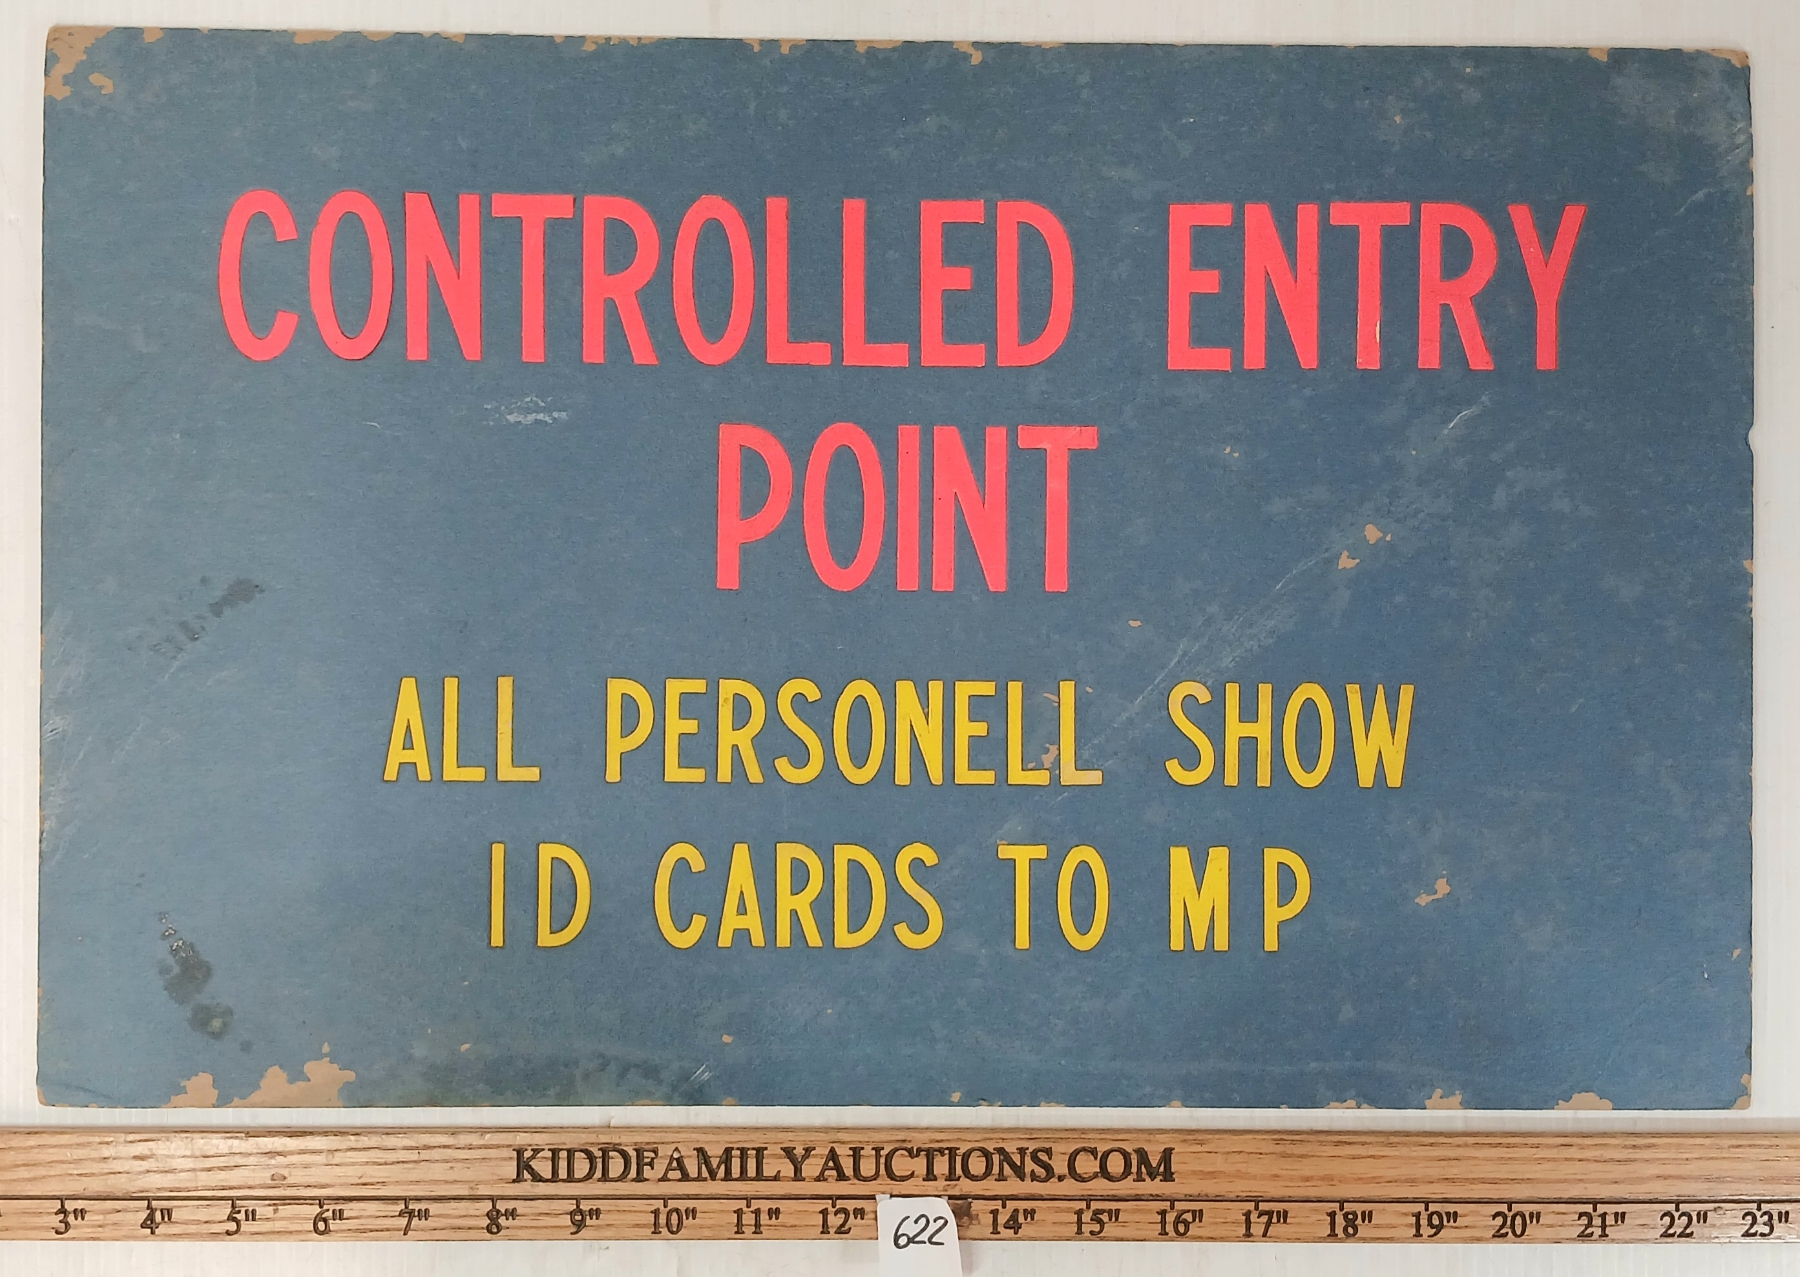 CONTROLLED ENTRY
POINT
ALL PERSONELL SHOW
ID CARDS TO MP
KIDDFAMILYAUCTIONS.COM
3" 4" 5" 6" 7" 8" 9" 10" 11" 12" 14" 15" 16" 17" 18" 19" 20" 21" 22" 23"
622